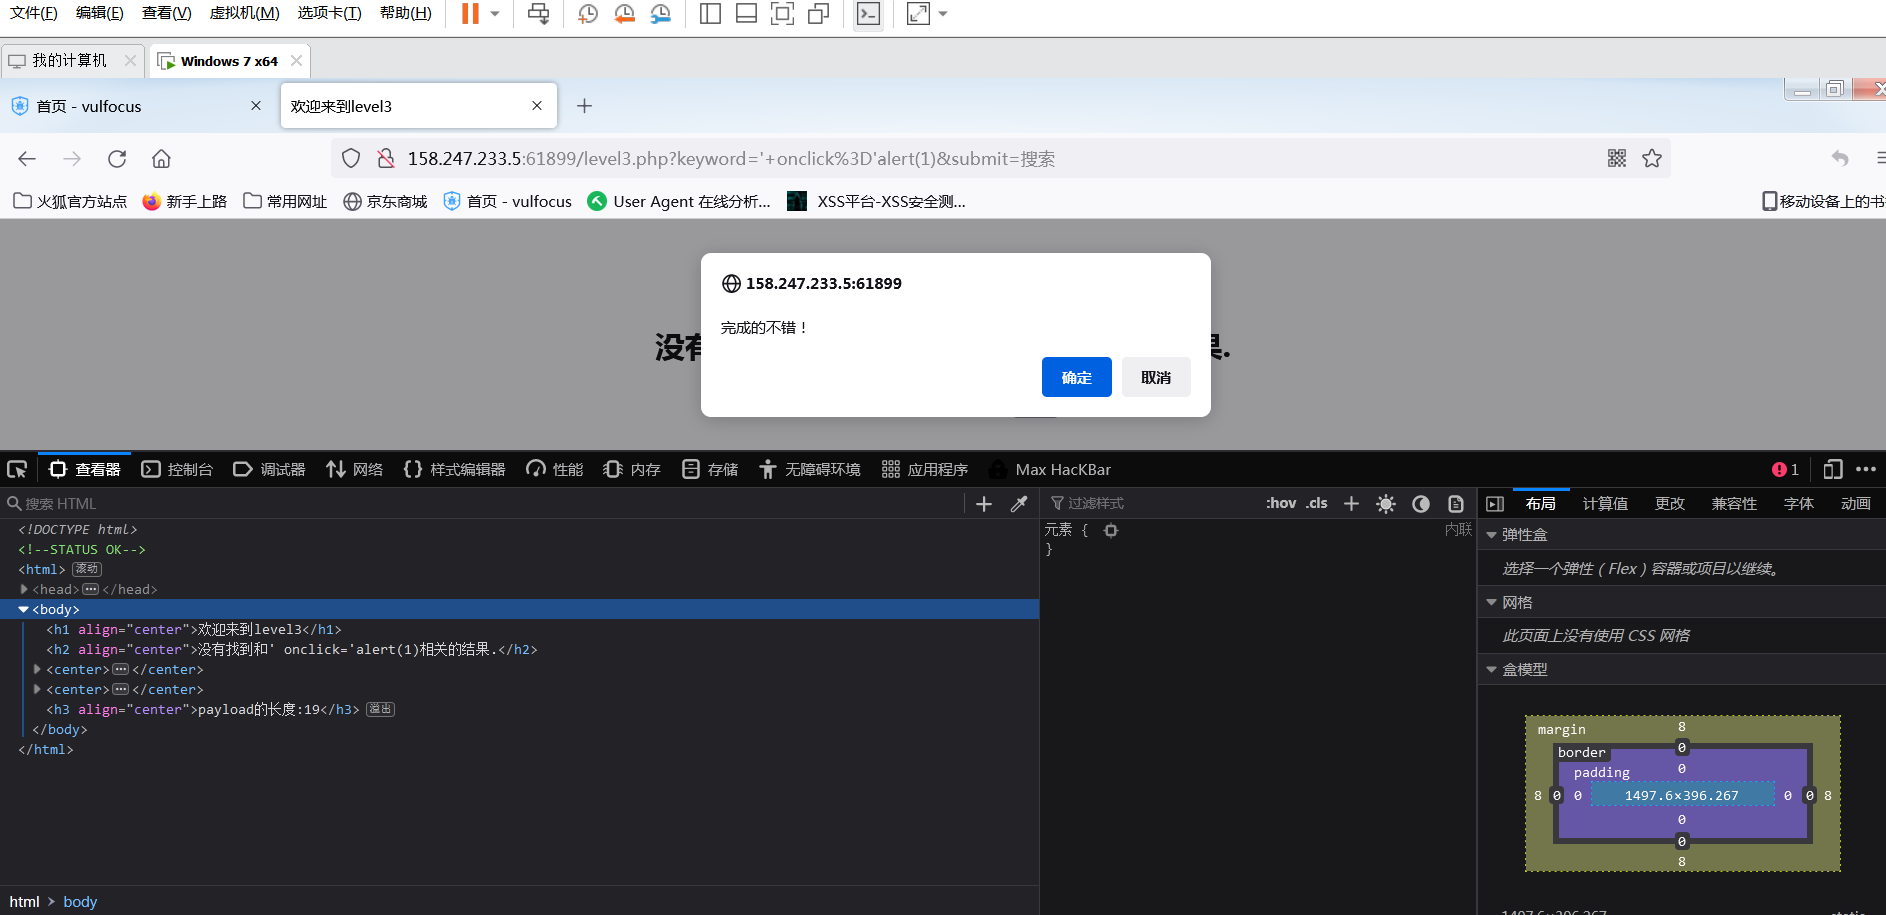 文件(F) 编辑(E) 查看(V) 虚拟机(M) 选项卡(T) 帮助(H)
我的计算机 Windows 7 x64
首页 - vulfocus 欢迎来到level3
158.247.233.5:61899/level3.php?keyword='+onclick%3D'alert(1)&submit=搜索
火狐官方站点 新手上路 常用网址 京东商城 首页 - vulfocus User Agent 在线分析... XSS平台-XSS安全测... 移动设备上的书
158.247.233.5:61899
完成的不错！
没有 果.
确定 取消
查看器 控制台 调试器 网络 样式编辑器 性能 内存 存储 无障碍环境 应用程序 Max HacKBar 1
搜索 HTML
<!DOCTYPE html>
<!--STATUS OK-->
<html> 滚动
<head> </head>
<body>
<h1 align="center">欢迎来到level3</h1>
<h2 align="center">没有找到和' onclick='alert(1)相关的结果.</h2>
<center> </center>
<center> </center>
<h3 align="center">payload的长度:19</h3> 溢出
</body>
</html>
html > body
过滤样式 :hov .cls
元素 { 内联
}
布局 计算值 更改 兼容性 字体 动画
弹性盒
选择一个弹性（Flex）容器或项目以继续。
网格
此页面上没有使用 CSS 网格
盒模型
margin 8
border 0
padding 0
8 0 0 1497.6×396.267 0 0 8
0
0
8
1497.6×396.267 static